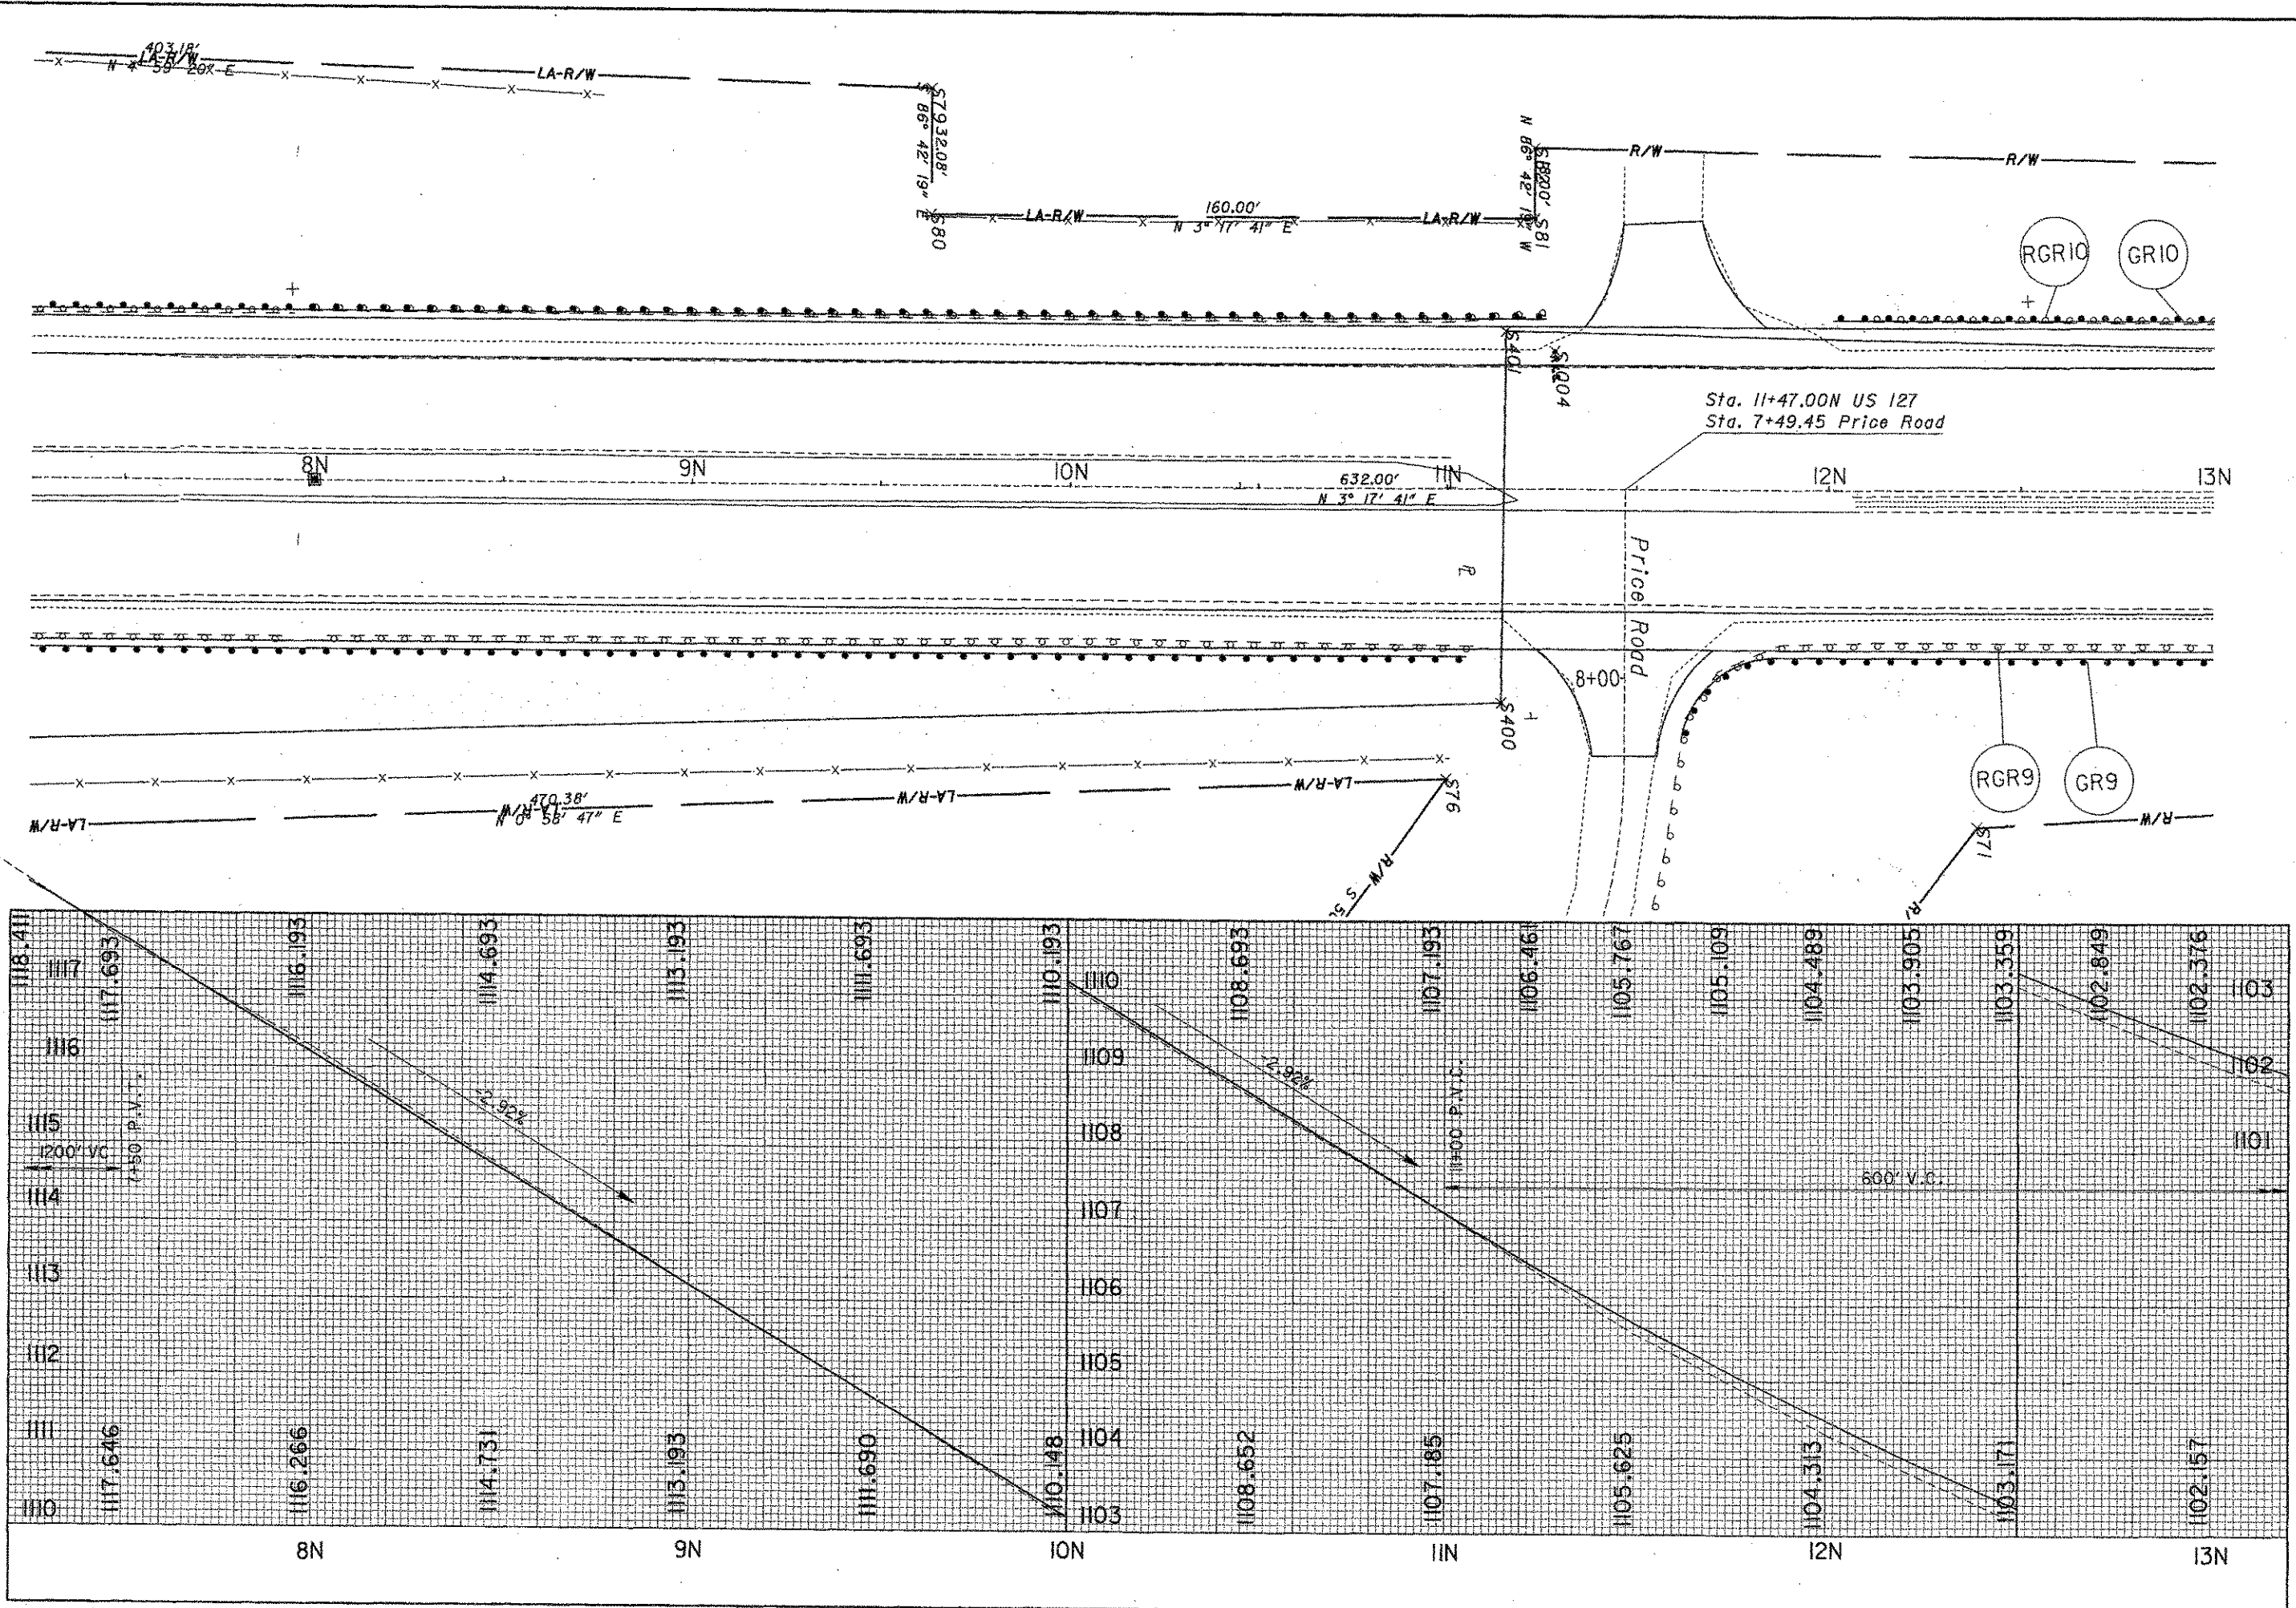 403.18'
LA-R/W
N 4° 59' 20" E
LA-R/W
S79
32.08'
S 86° 42' 19" E
S80
LA-R/W
160.00'
N 3° 17' 41" E
LA-R/W
N 86° 42' 19" W
S81
R/W
R/W
RGR10
GR10
S401
S1004
Sta. 11+47.00N US 127
Sta. 7+49.45 Price Road
8N
9N
10N
11N
12N
13N
632.00'
N 3° 17' 41" E
Price Road
8+00
S400
RGR9
GR9
LA-R/W
470.38'
LA-R/W
N 0° 58' 47" E
LA-R/W
LA-R/W
S76
R/W
S71
R/W
1118.411
1117.693
1116.193
1114.693
1113.193
1111.693
1110.193
1108.693
1107.193
1106.461
1105.767
1105.109
1104.489
1103.905
1103.359
1102.849
1102.376
1117
1116
1115
1114
1113
1112
1111
1110
1200' VC
7+50 P.V.T.
-2.92%
1110
1109
1108
1107
1106
1105
1104
1103
-2.92%
11+00 P.V.C.
600' V.C.
1103
1102
1101
1117.646
1116.266
1114.731
1113.193
1111.690
1110.148
1108.652
1107.185
1105.625
1104.313
1103.171
1102.157
8N
9N
10N
11N
12N
13N